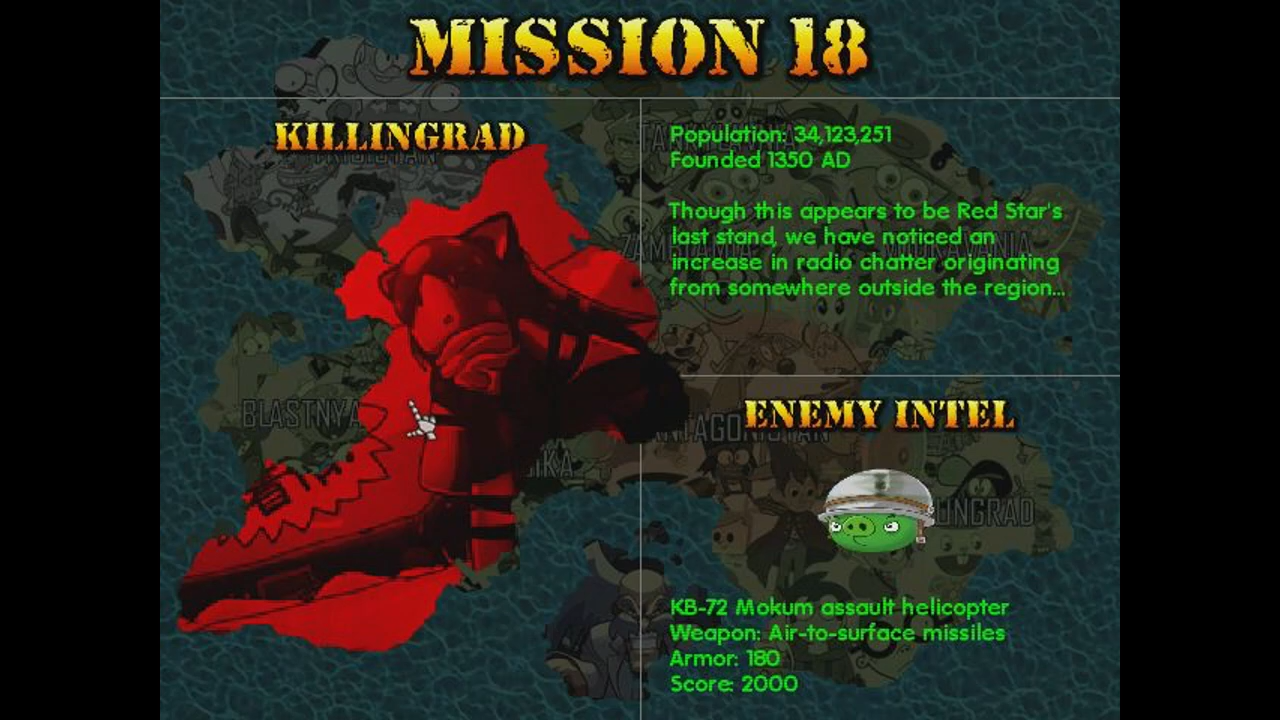 MISSION 18
KILLINGRAD
Population: 34,123,251
Founded 1350 AD
Though this appears to be Red Star's
last stand, we have noticed an
increase in radio chatter originating
from somewhere outside the region...
BLASTNYA
ENEMY INTEL
KB-72 Mokum assault helicopter
Weapon: Air-to-surface missiles
Armor: 180
Score: 2000